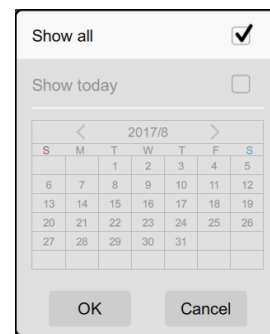 Show all
Show today
2017/8
S M T W T F S
1 2 3 4 5
6 7 8 9 10 11 12
13 14 15 16 17 18 19
20 21 22 23 24 25 26
27 28 29 30 31
OK Cancel